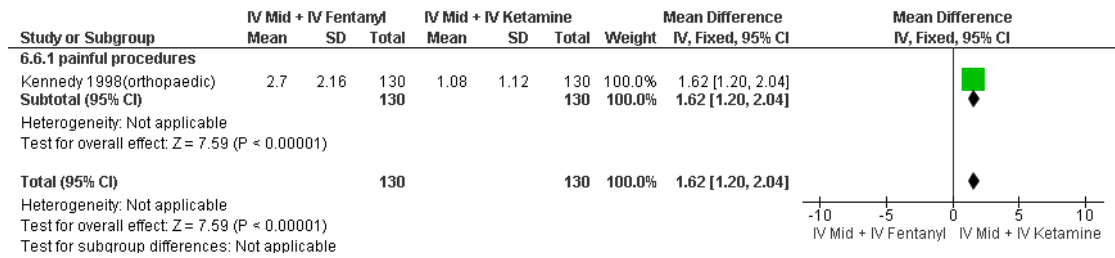 IV Mid + IV Fentanyl IV Mid + IV Ketamine Mean Difference Mean Difference
Study or Subgroup Mean SD Total Mean SD Total Weight IV, Fixed, 95% CI IV, Fixed, 95% CI
6.6.1 painful procedures
Kennedy 1998(orthopaedic) 2.7 2.16 130 1.08 1.12 130 100.0% 1.62 [1.20, 2.04]
Subtotal (95% CI) 130 130 100.0% 1.62 [1.20, 2.04]
Heterogeneity: Not applicable
Test for overall effect: Z = 7.59 (P < 0.00001)
Total (95% CI) 130 130 100.0% 1.62 [1.20, 2.04]
Heterogeneity: Not applicable
Test for overall effect: Z = 7.59 (P < 0.00001)
Test for subgroup differences: Not applicable
-10 -5 0 5 10
IV Mid + IV Fentanyl IV Mid + IV Ketamine